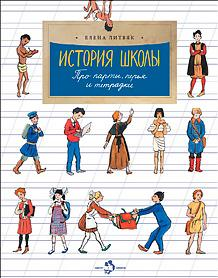 Елена Литвяк
История школы
Про парты, перья
и тетрадки